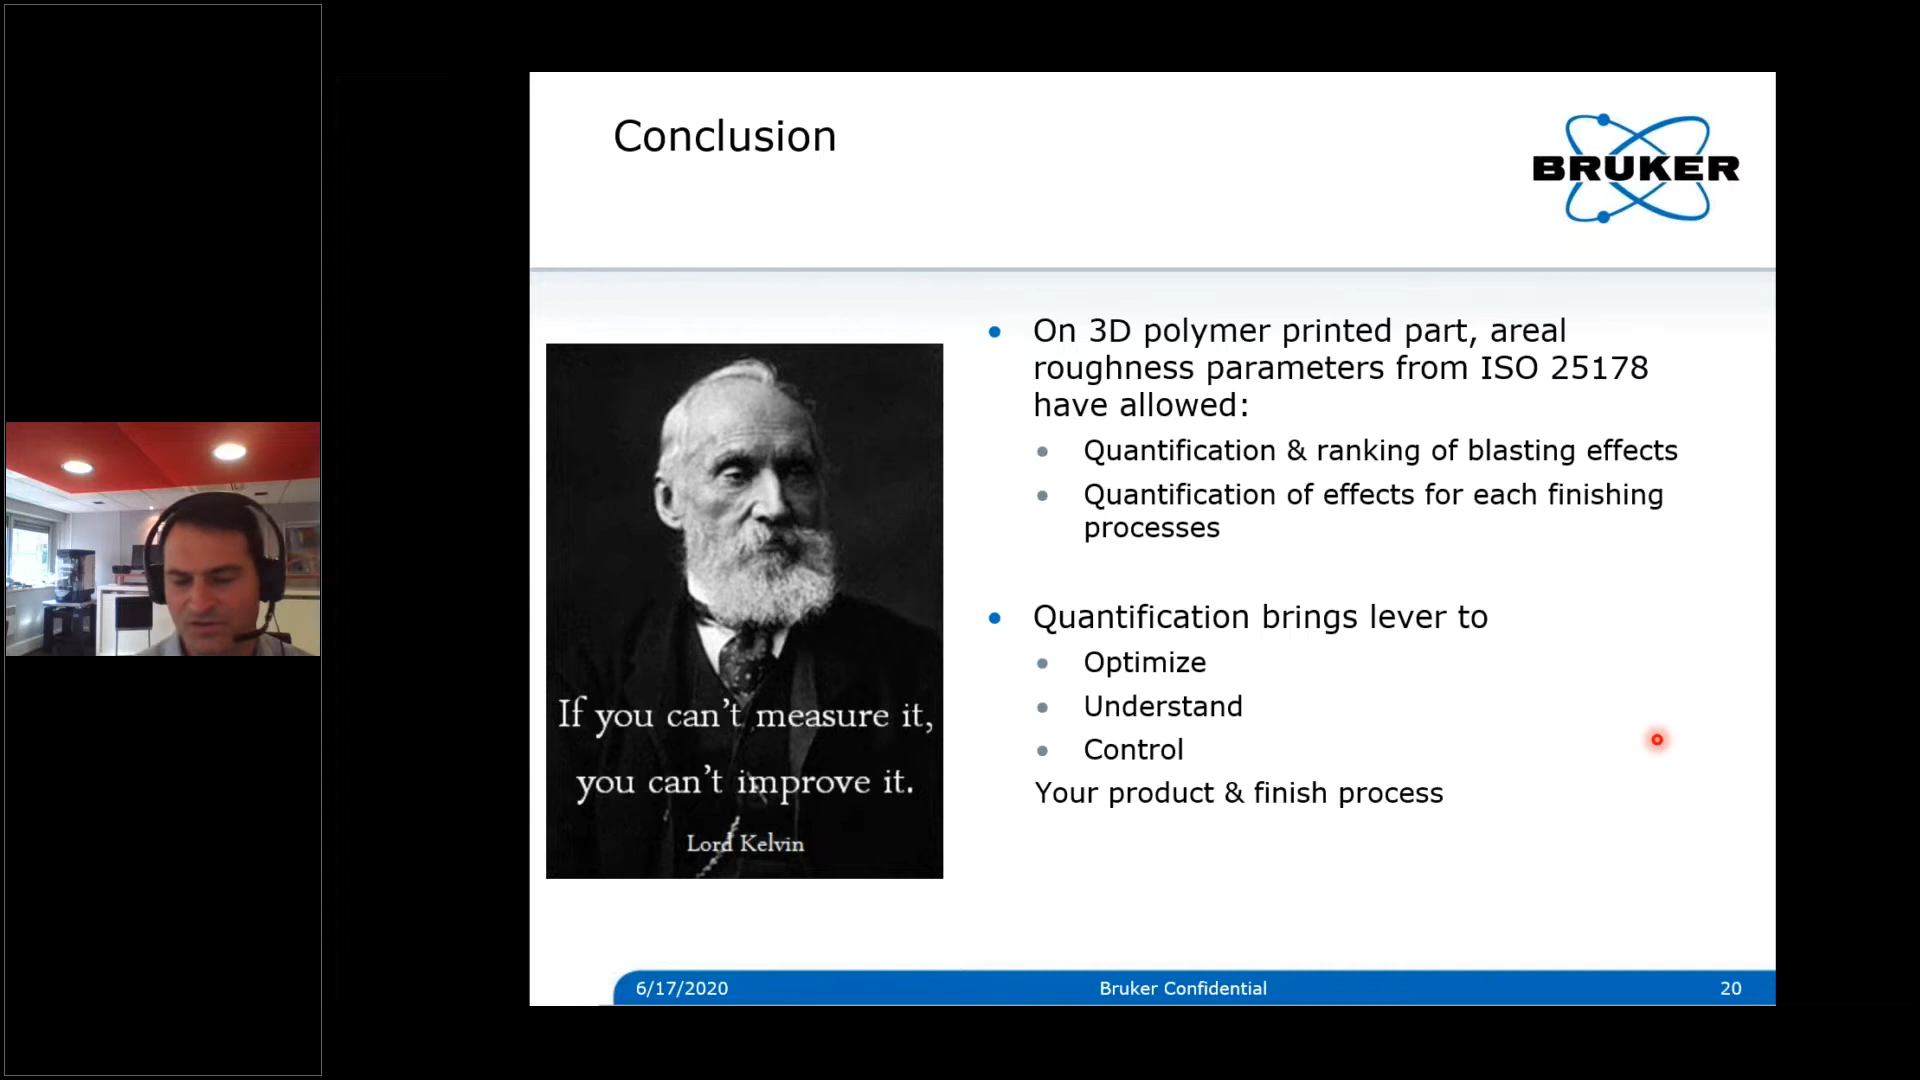 Conclusion
BRUKER
If you can't measure it,
you can't improve it.
Lord Kelvin
• On 3D polymer printed part, areal
roughness parameters from ISO 25178
have allowed:
• Quantification & ranking of blasting effects
• Quantification of effects for each finishing
processes
• Quantification brings lever to
• Optimize
• Understand
• Control
Your product & finish process
6/17/2020
Bruker Confidential
20